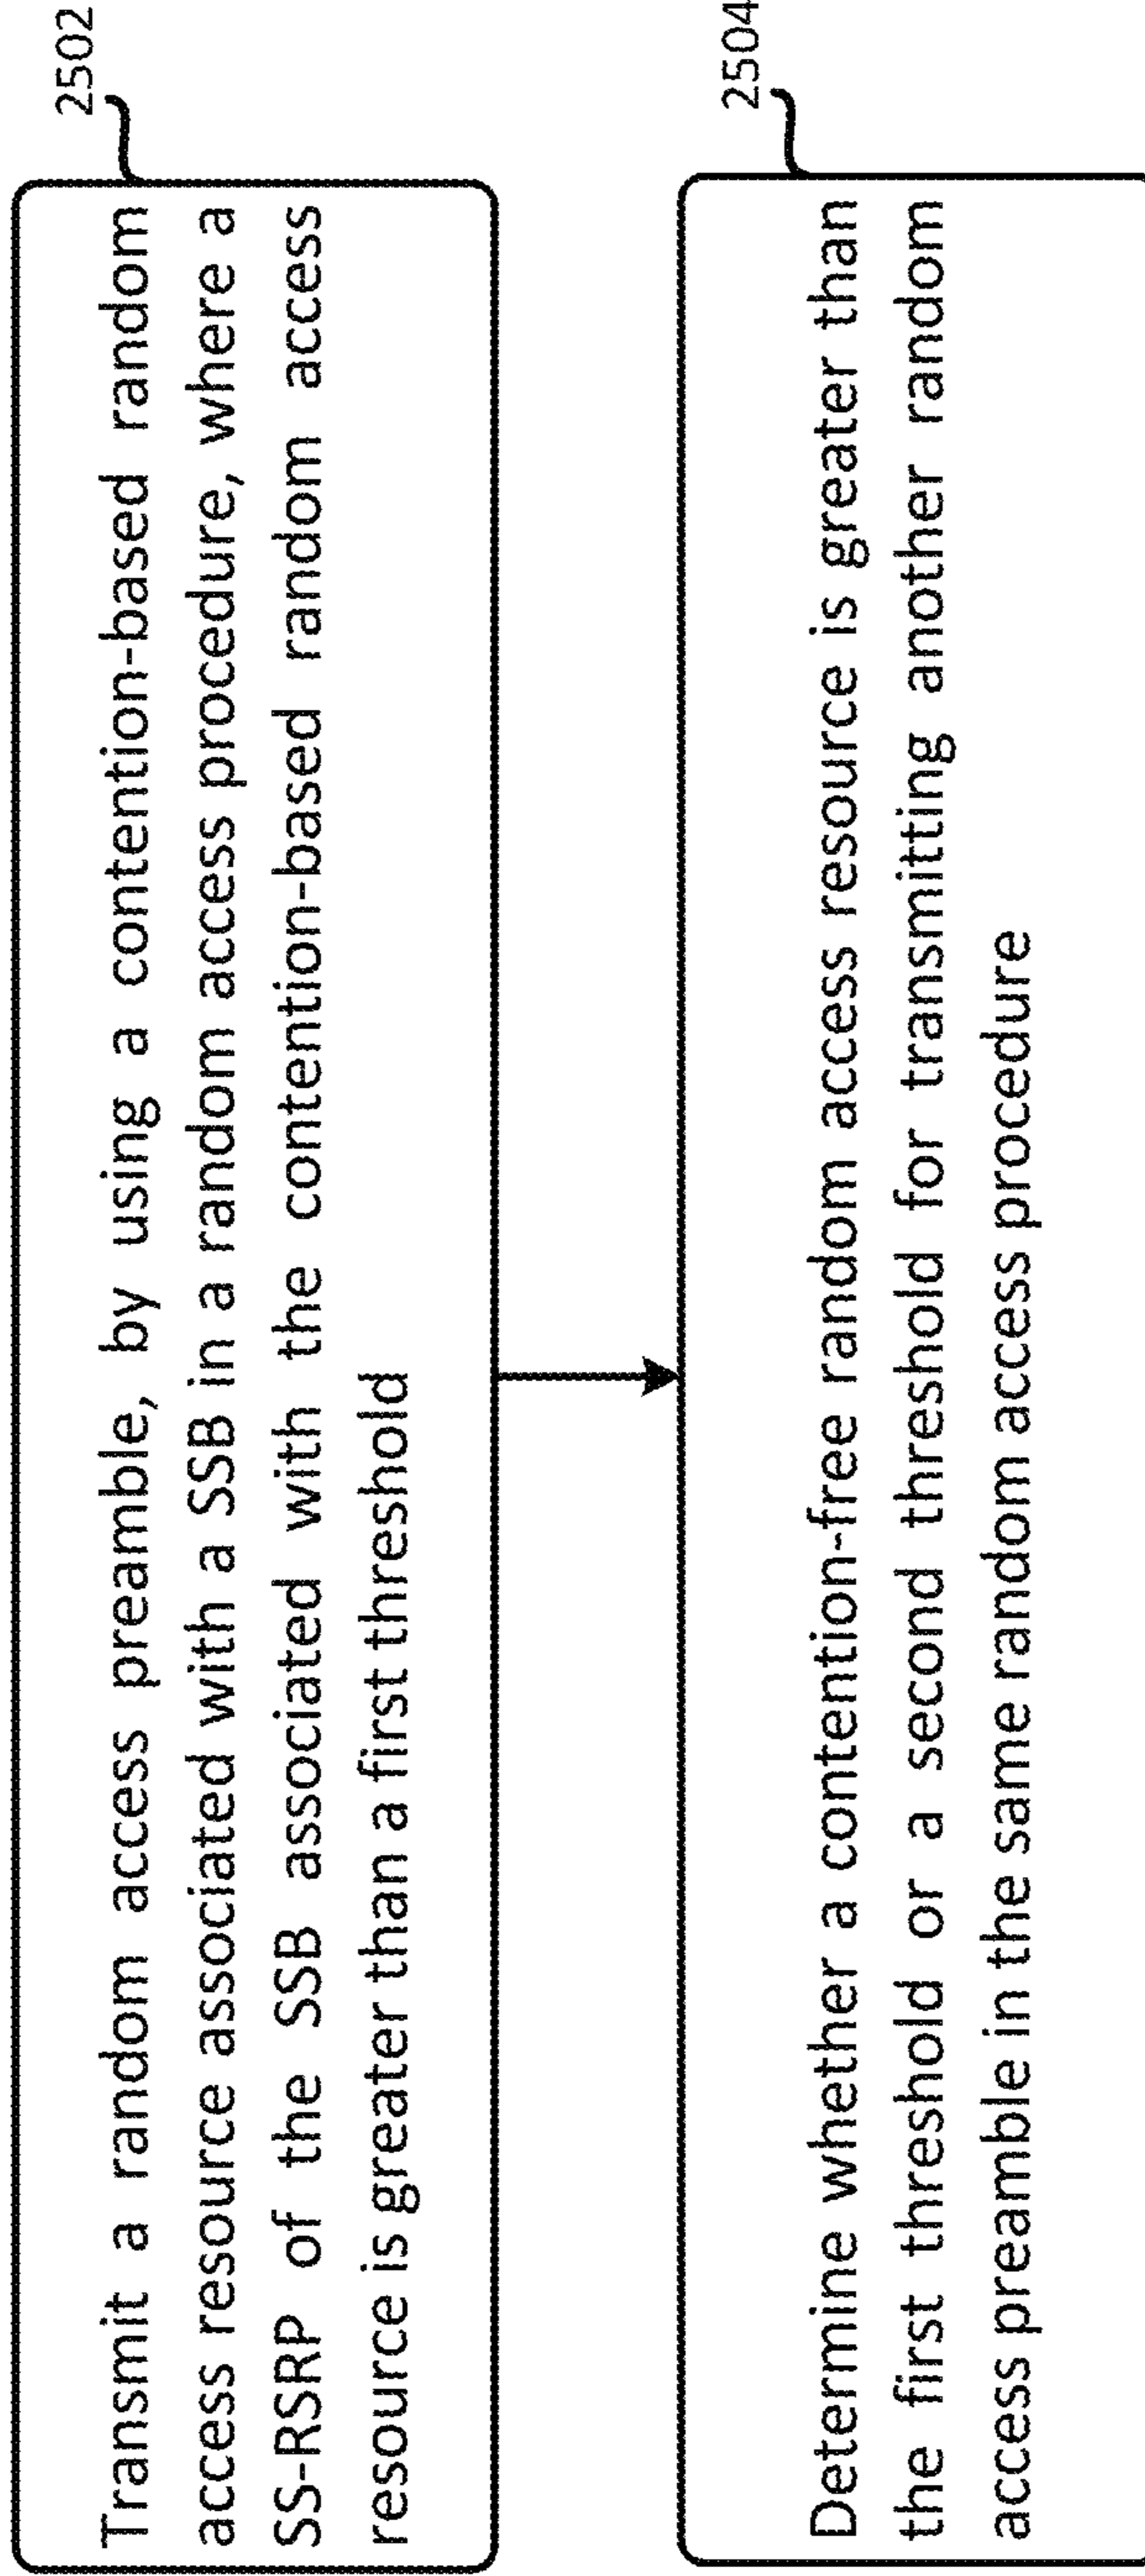 2502
Transmit a random access preamble, by using a contention-based random
access resource associated with a SSB in a random access procedure, where a
SS-RSRP of the SSB associated with the contention-based random access
resource is greater than a first threshold
2504
Determine whether a contention-free random access resource is greater than
the first threshold or a second threshold for transmitting another random
access preamble in the same random access procedure